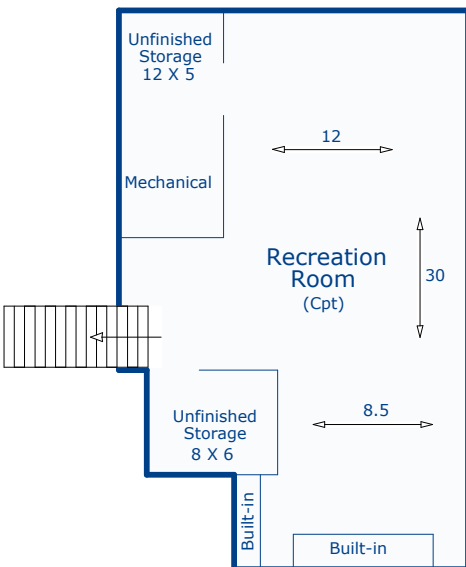 Unfinished
Storage
12 X 5
12
Mechanical
Recreation
Room
(Cpt)
30
8.5
Unfinished
Storage
8 X 6
Built-in
Built-in